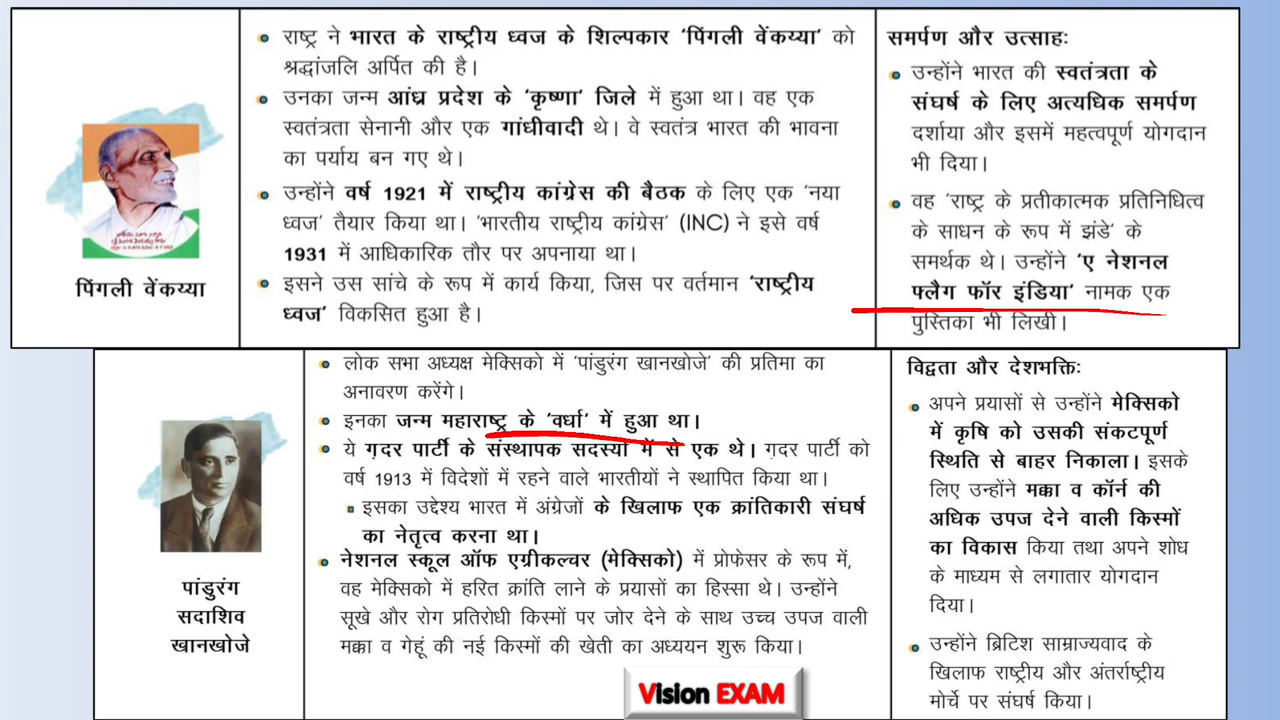 पिंगली वेंकय्या
राष्ट्र ने भारत के राष्ट्रीय ध्वज के शिल्पकार 'पिंगली वेंकय्या' को
श्रद्धांजलि अर्पित की है।
उनका जन्म आंध्र प्रदेश के 'कृष्णा' जिले में हुआ था। वह एक
स्वतंत्रता सेनानी और एक गांधीवादी थे। वे स्वतंत्र भारत की भावना
का पर्याय बन गए थे।
उन्होंने वर्ष 1921 में राष्ट्रीय कांग्रेस की बैठक के लिए एक 'नया
ध्वज' तैयार किया था। 'भारतीय राष्ट्रीय कांग्रेस' (INC) ने इसे वर्ष
1931 में आधिकारिक तौर पर अपनाया था।
इसने उस सांचे के रूप में कार्य किया, जिस पर वर्तमान 'राष्ट्रीय
ध्वज' विकसित हुआ है।
समर्पण और उत्साहः
उन्होंने भारत की स्वतंत्रता के
संघर्ष के लिए अत्यधिक समर्पण
दर्शाया और इसमें महत्वपूर्ण योगदान
भी दिया।
वह 'राष्ट्र के प्रतीकात्मक प्रतिनिधित्व
के साधन के रूप में झंडे' के
समर्थक थे। उन्होंने 'ए नेशनल
फ्लैग फॉर इंडिया' नामक एक
पुस्तिका भी लिखी।
पांडुरंग
सदाशिव
खानखोजे
लोक सभा अध्यक्ष मेक्सिको में 'पांडुरंग खानखोजे' की प्रतिमा का
अनावरण करेंगे।
इनका जन्म महाराष्ट्र के 'वर्धा' में हुआ था।
ये ग़दर पार्टी के संस्थापक सदस्यों में से एक थे। ग़दर पार्टी को
वर्ष 1913 में विदेशों में रहने वाले भारतीयों ने स्थापित किया था।
इसका उद्देश्य भारत में अंग्रेजों के खिलाफ एक क्रांतिकारी संघर्ष
का नेतृत्व करना था।
नेशनल स्कूल ऑफ एग्रीकल्चर (मेक्सिको) में प्रोफेसर के रूप में,
वह मेक्सिको में हरित क्रांति लाने के प्रयासों का हिस्सा थे। उन्होंने
सूखे और रोग प्रतिरोधी किस्मों पर जोर देने के साथ उच्च उपज वाली
मक्का व गेहूं की नई किस्मों की खेती का अध्ययन शुरू किया।
विद्वता और देशभक्तिः
अपने प्रयासों से उन्होंने मेक्सिको
में कृषि को उसकी संकटपूर्ण
स्थिति से बाहर निकाला। इसके
लिए उन्होंने मक्का व कॉर्न की
अधिक उपज देने वाली किस्मों
का विकास किया तथा अपने शोध
के माध्यम से लगातार योगदान
दिया।
उन्होंने ब्रिटिश साम्राज्यवाद के
खिलाफ राष्ट्रीय और अंतर्राष्ट्रीय
मोर्चे पर संघर्ष किया।
Vision EXAM